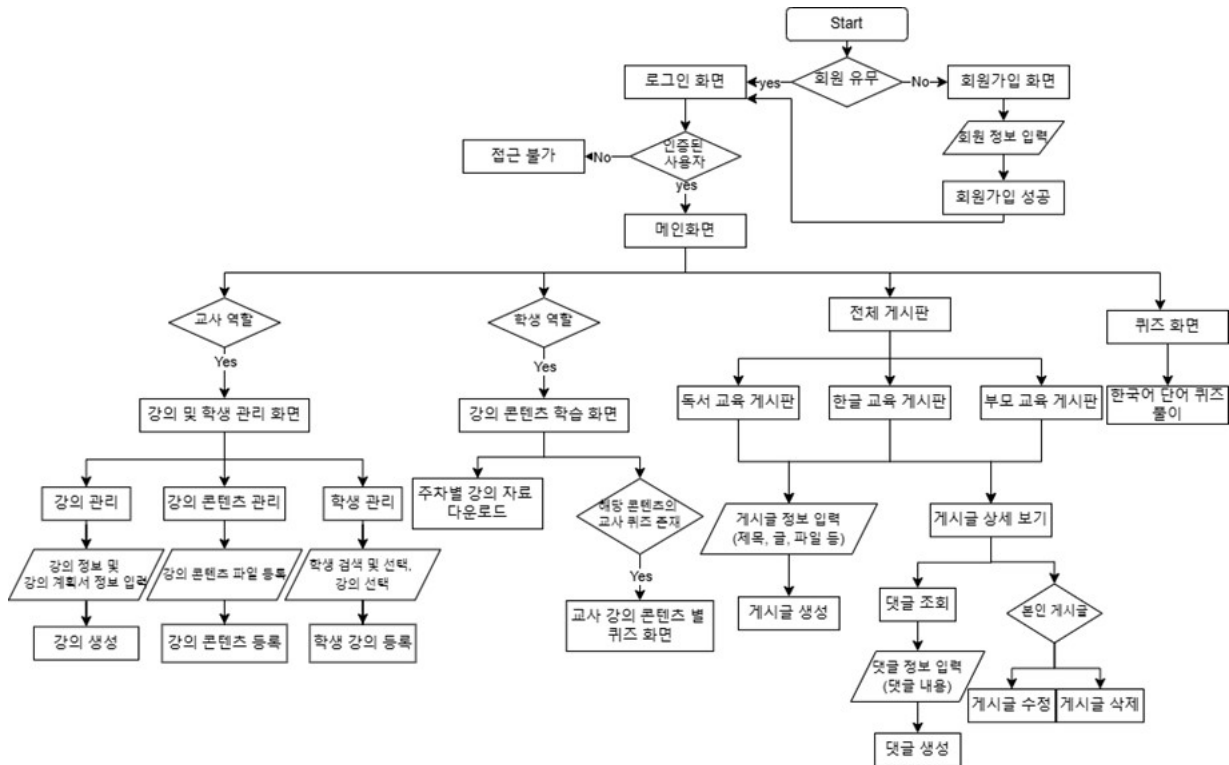 Start
회원 유무
yes
No
로그인 화면
회원가입 화면
회원 정보 입력
회원가입 성공
인증된
사용자
No
접근 불가
yes
메인화면
교사 역할
학생 역할
전체 게시판
퀴즈 화면
Yes
Yes
강의 및 학생 관리 화면
강의 콘텐츠 학습 화면
독서 교육 게시판
한글 교육 게시판
부모 교육 게시판
한국어 단어 퀴즈
풀이
강의 관리
강의 콘텐츠 관리
학생 관리
주차별 강의 자료
다운로드
해당 콘텐츠의
교사 퀴즈 존재
게시글 정보 입력
(제목, 글, 파일 등)
게시글 상세 보기
강의 정보 및
강의 계획서 정보 입력
강의 콘텐츠 파일 등록
학생 검색 및 선택,
강의 선택
Yes
강의 생성
강의 콘텐츠 등록
학생 강의 등록
교사 강의 콘텐츠 별
퀴즈 화면
게시글 생성
댓글 조회
본인 게시글
댓글 정보 입력
(댓글 내용)
게시글 수정
게시글 삭제
댓글 생성